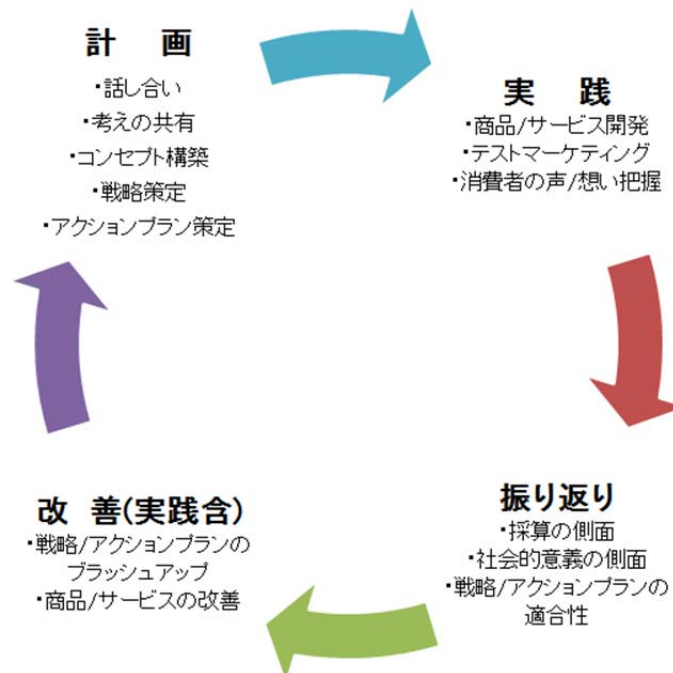 計　画
・話し合い
・考えの共有
・コンセプト構築
・戦略策定
・アクションプラン策定
実　践
・商品/サービス開発
・テストマーケティング
・消費者の声/想い把握
振り返り
・採算の側面
・社会的意義の側面
・戦略/アクションプランの
適合性
改　善(実践含)
・戦略/アクションプランの
ブラッシュアップ
・商品/サービスの改善